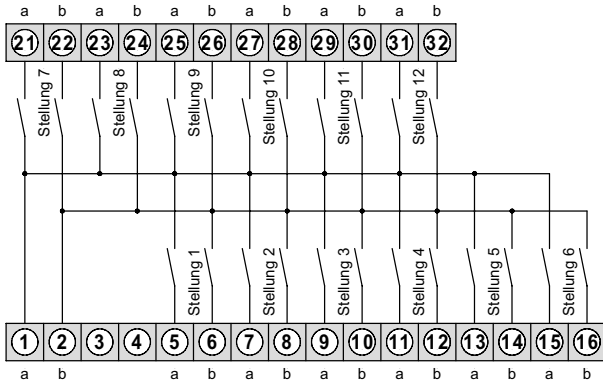 a b a b a b a b a b a b
21 22 23 24 25 26 27 28 29 30 31 32
Stellung 7 Stellung 8 Stellung 9 Stellung 10 Stellung 11 Stellung 12
Stellung 1 Stellung 2 Stellung 3 Stellung 4 Stellung 5 Stellung 6
1 2 3 4 5 6 7 8 9 10 11 12 13 14 15 16
a b a b a b a b a b a b a b